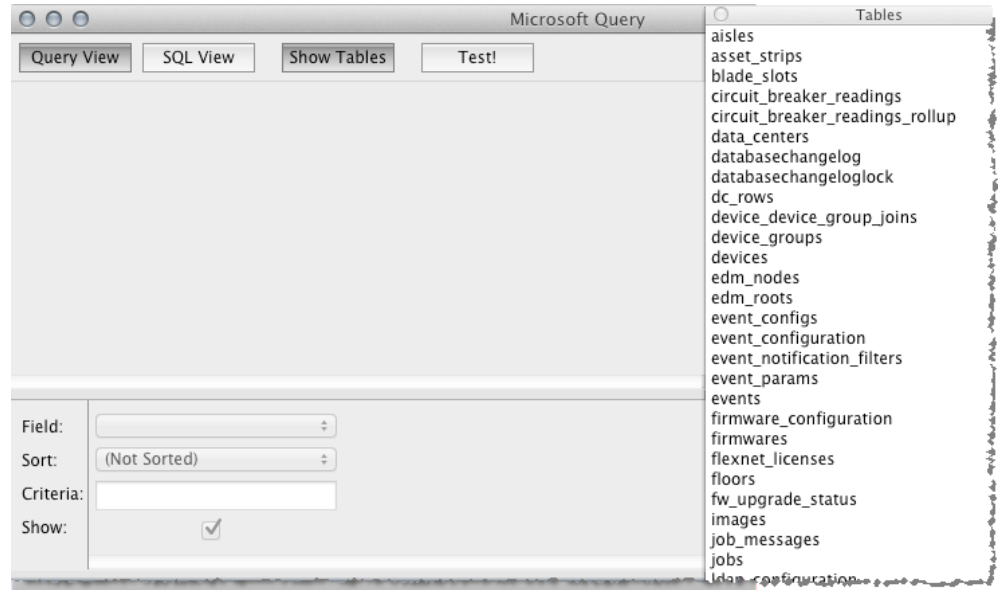 Microsoft Query
Query View
SQL View
Show Tables
Test!
Field:
Sort:
(Not Sorted)
Criteria:
Show:
Tables
aisles
asset_strips
blade_slots
circuit_breaker_readings
circuit_breaker_readings_rollup
data_centers
databasechangelog
databasechangeloglock
dc_rows
device_device_group_joins
device_groups
devices
edm_nodes
edm_roots
event_configs
event_configuration
event_notification_filters
event_params
events
firmware_configuration
firmwares
flexnet_licenses
floors
fw_upgrade_status
images
job_messages
jobs
ldap_configuration